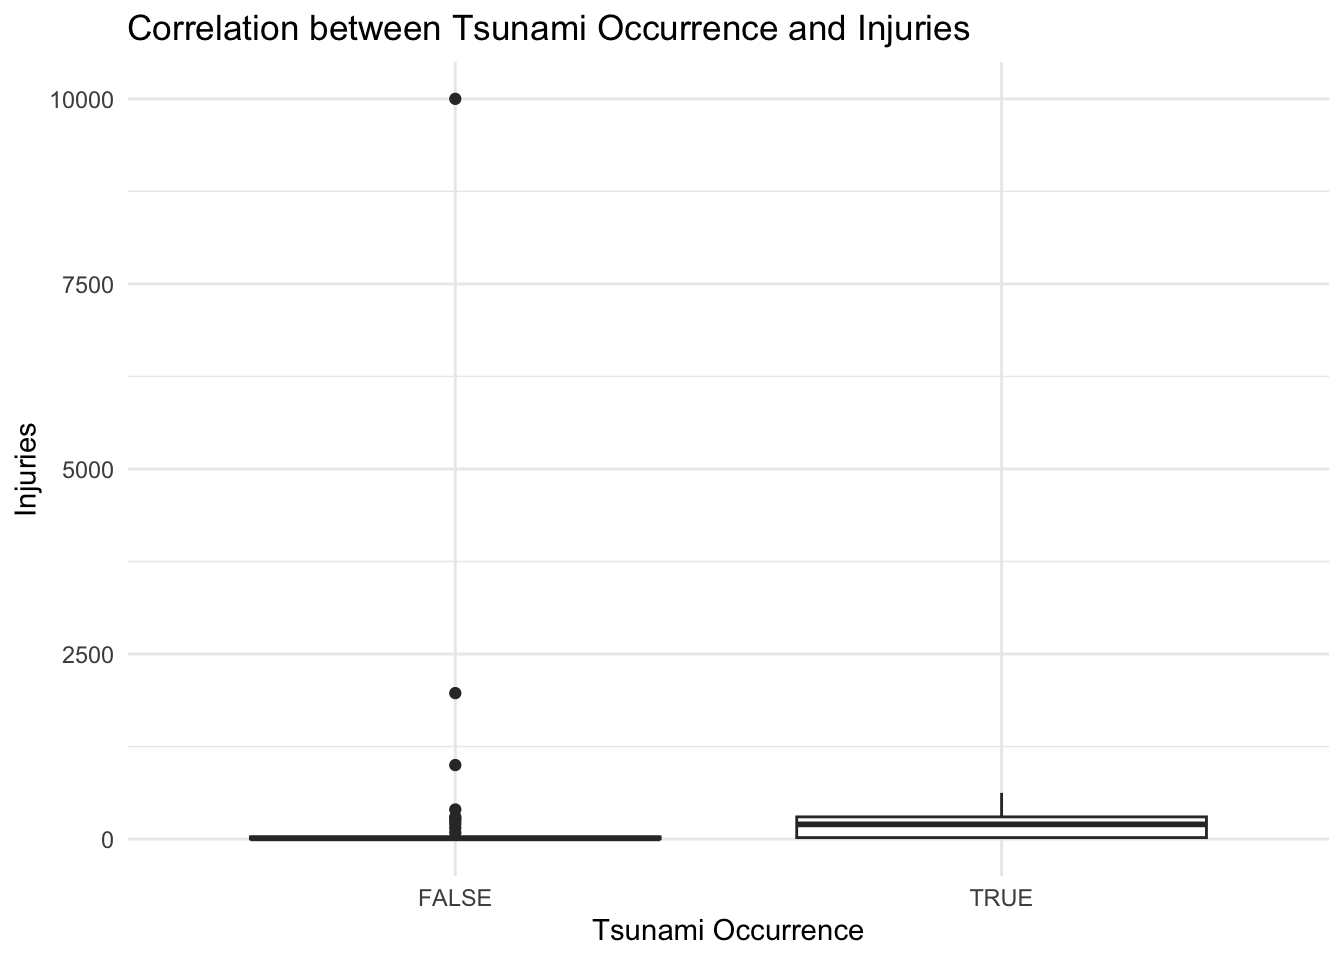 Correlation between Tsunami Occurrence and Injuries
10000
7500
5000
2500
0
Injuries
FALSE
TRUE
Tsunami Occurrence